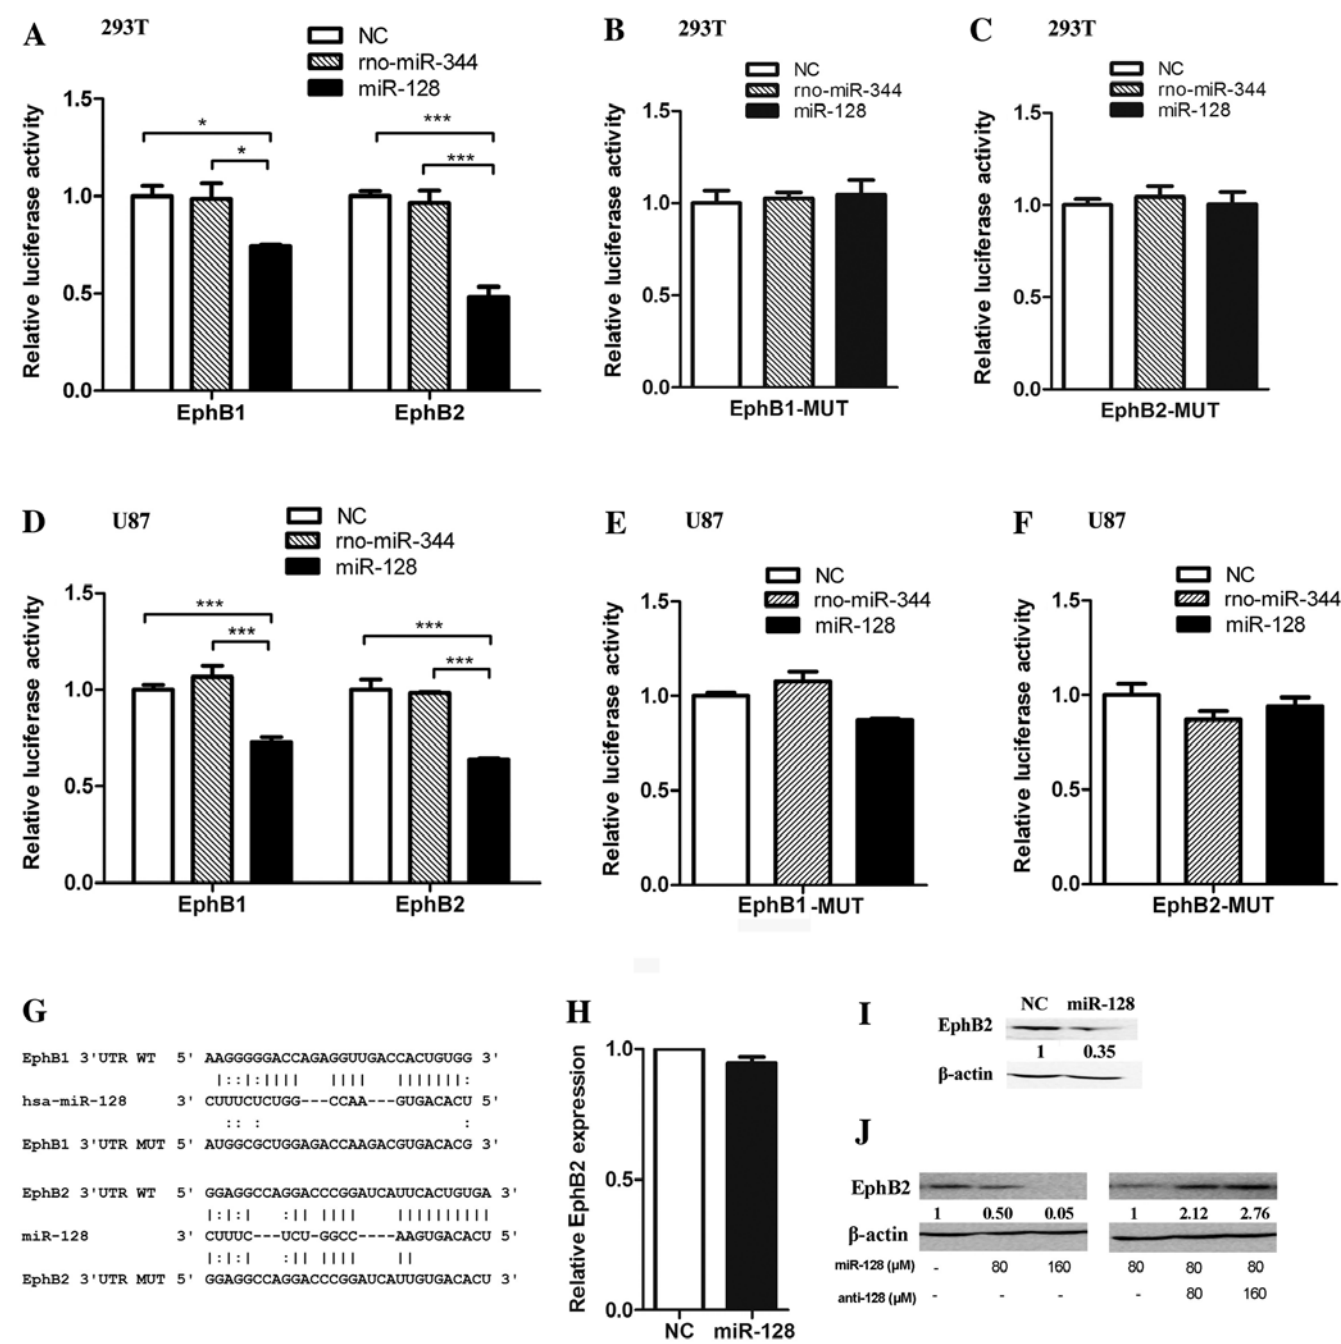 A 293T
NC
rno-miR-344
miR-128
Relative luciferase activity
1.5
1.0
0.5
0.0
* * *** ***
EphB1 EphB2
B 293T
NC
rno-miR-344
miR-128
Relative luciferase activity
1.5
1.0
0.5
0.0
EphB1-MUT
C 293T
NC
rno-miR-344
miR-128
Relative luciferase activity
1.5
1.0
0.5
0.0
EphB2-MUT
D U87
NC
rno-miR-344
miR-128
Relative luciferase activity
1.5
1.0
0.5
0.0
*** *** *** ***
EphB1 EphB2
E U87
NC
rno-miR-344
miR-128
Relative luciferase activity
1.5
1.0
0.5
0.0
EphB1-MUT
F U87
NC
rno-miR-344
miR-128
Relative luciferase activity
1.5
1.0
0.5
0.0
EphB2-MUT
G
EphB1 3'UTR WT 5' AAGGGGGACCAGAGGUUGACCACUGUGG 3'
|::|:|||| |||| |||||||:
hsa-miR-128 3' CUUUCUCUGG---CCAA---GUGACACU 5'
:: : :
EphB1 3'UTR MUT 5' AUGGCGCUGGAGACCAAGACGUGACACG 3'
EphB2 3'UTR WT 5' GGAGGCCAGGACCCGGAUCAUUCACUGUGA 3'
|:|:| :|| |||| ||||||||||
miR-128 3' CUUUC---UCU-GGCC----AAGUGACACU 5'
|:|:| :|| |||| ||
EphB2 3'UTR MUT 5' GGAGGCCAGGACCCGGAUCAUUGUGACACU 3'
H
Relative EphB2 expression
1.0
0.5
0.0
NC miR-128
I
NC miR-128
EphB2
1 0.35
β-actin
J
EphB2
1 0.50 0.05 1 2.12 2.76
β-actin
miR-128 (μM) - 80 160 80 80 80
anti-128 (μM) - - - - 80 160